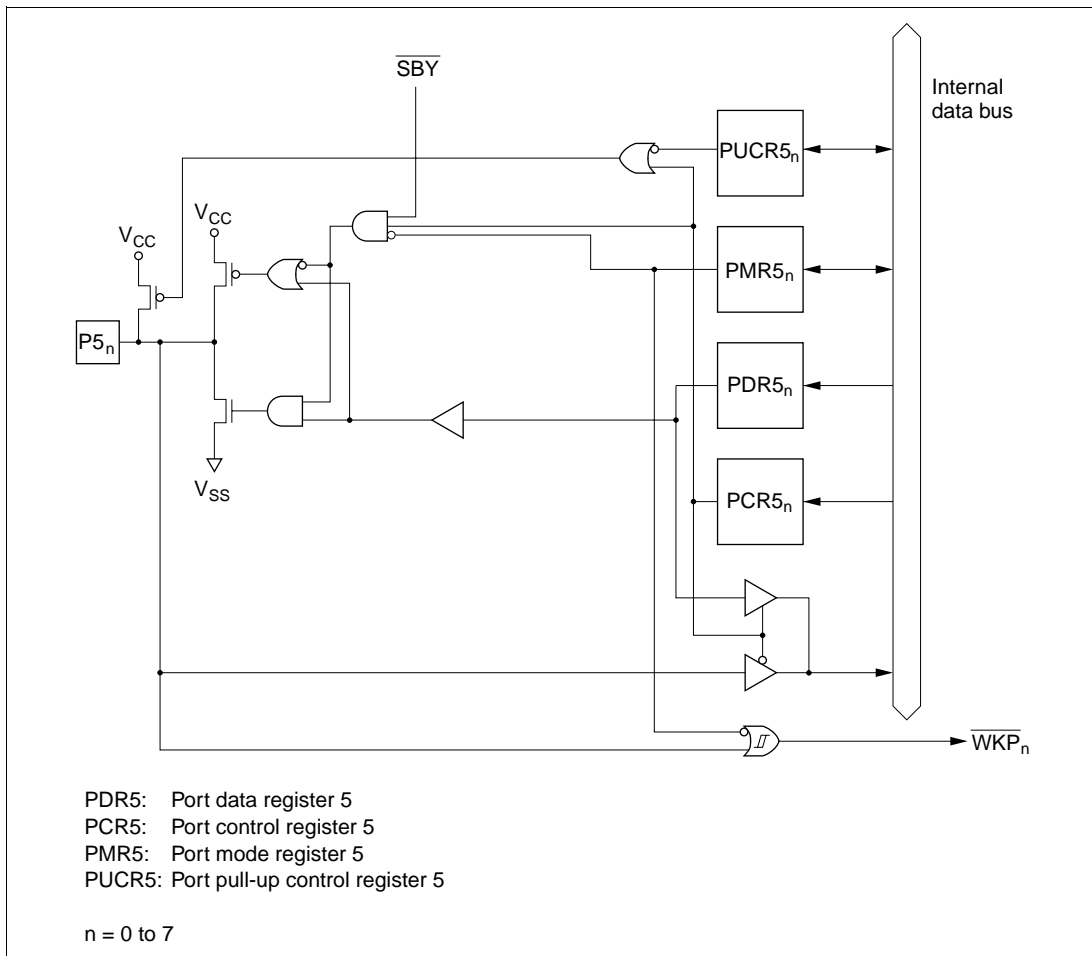 SBY
Internal
data bus
PUCR5n
VCC
VCC
PMR5n
P5n
PDR5n
VSS
PCR5n
WKPn
PDR5: Port data register 5
PCR5: Port control register 5
PMR5: Port mode register 5
PUCR5: Port pull-up control register 5
n = 0 to 7